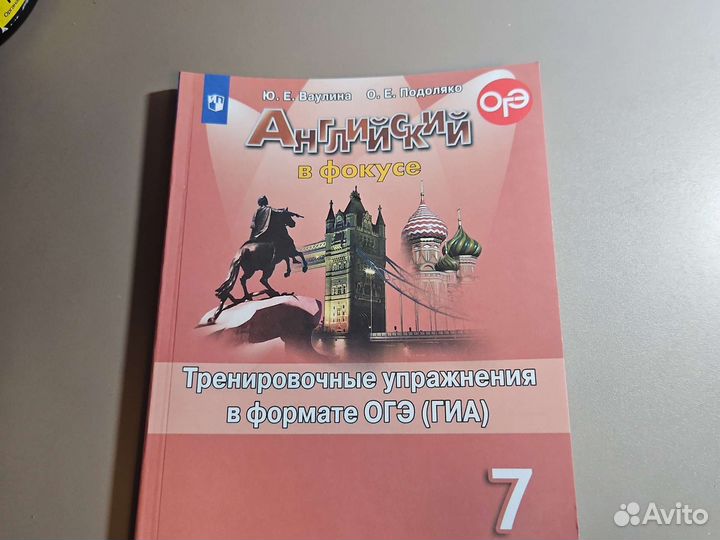 Ю. Е. Ваулина О. Е. Подоляко
ОГЭ
Английский
в фокусе
Тренировочные упражнения
в формате ОГЭ (ГИА)
7
Avito